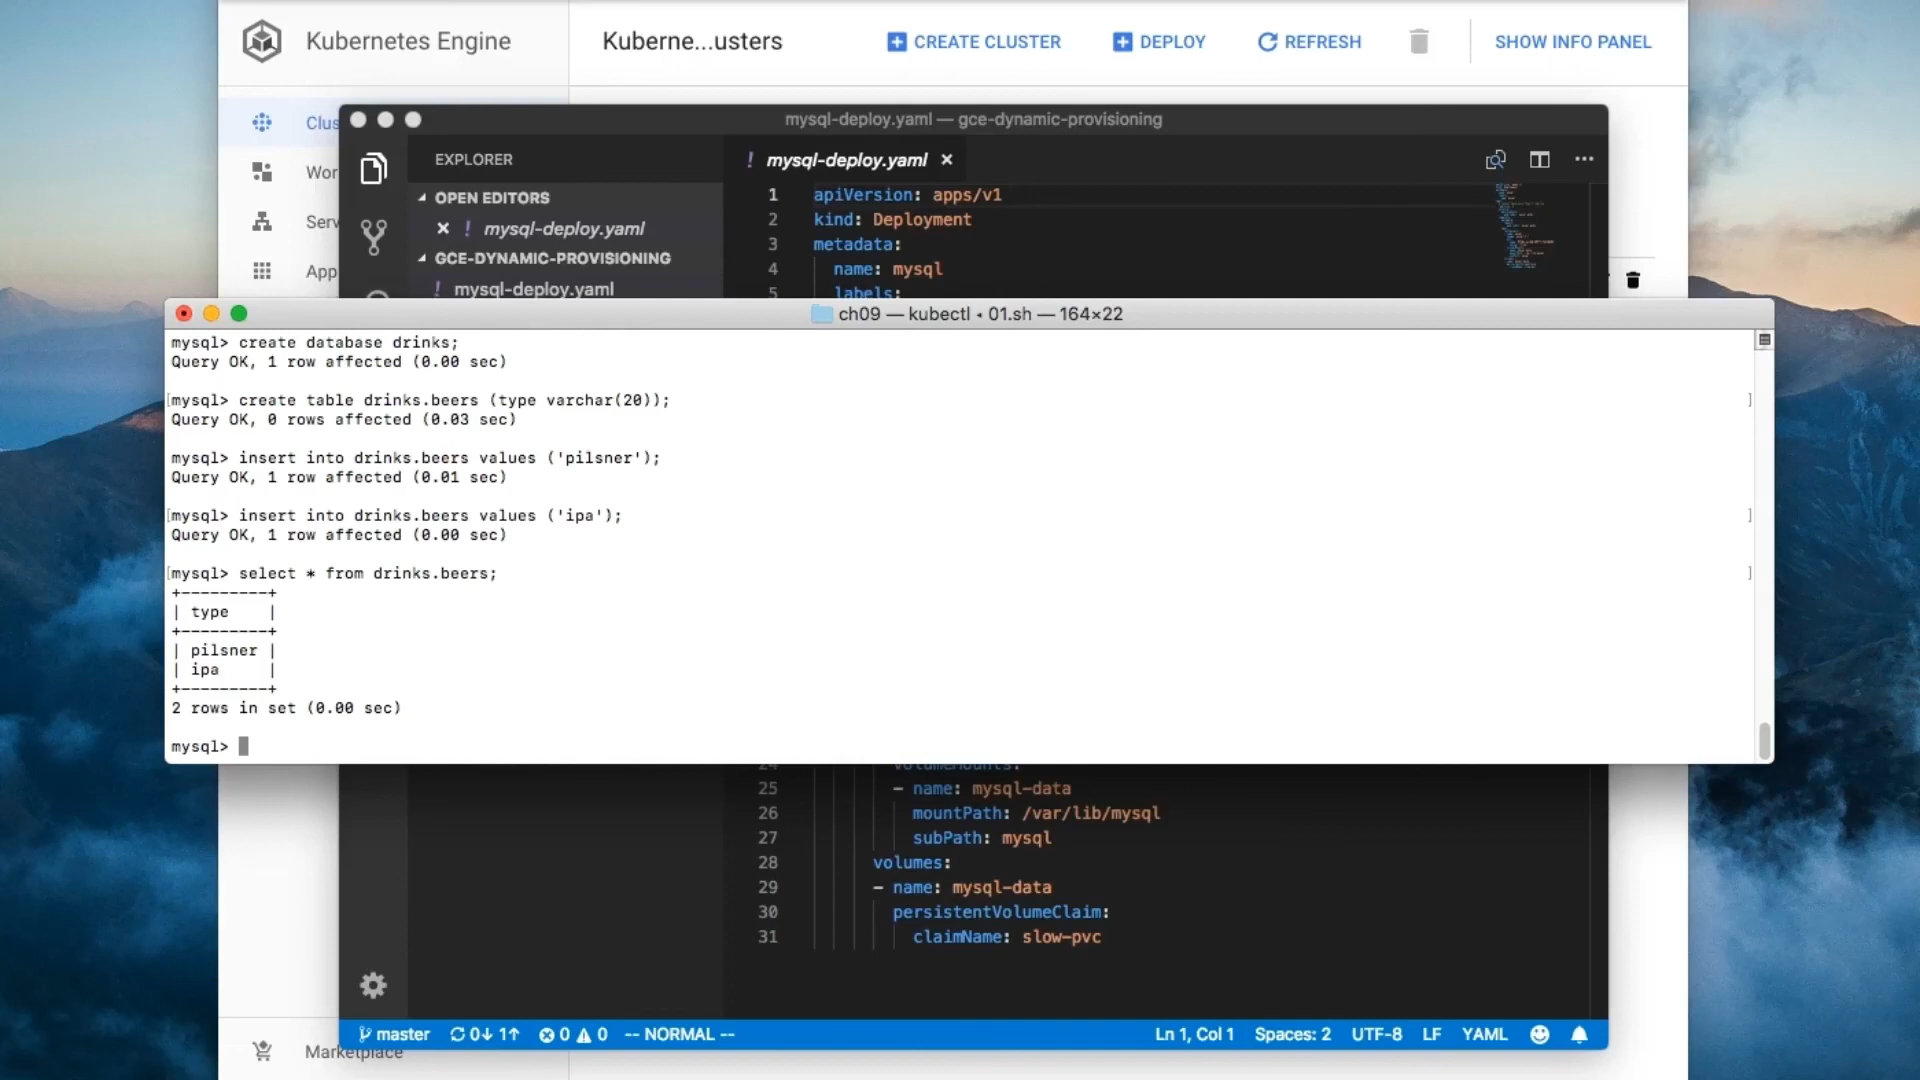 Kubernetes Engine
Kuberne...usters
CREATE CLUSTER
DEPLOY
REFRESH
SHOW INFO PANEL
Clus
Wor
Serv
App
mysql-deploy.yaml — gce-dynamic-provisioning
EXPLORER
OPEN EDITORS
! mysql-deploy.yaml
GCE-DYNAMIC-PROVISIONING
! mysql-deploy.yaml
! mysql-deploy.yaml
1 apiVersion: apps/v1
2 kind: Deployment
3 metadata:
4 name: mysql
5 labels:
ch09 — kubectl • 01.sh — 164×22
mysql> create database drinks;
Query OK, 1 row affected (0.00 sec)
[mysql> create table drinks.beers (type varchar(20)); ]
Query OK, 0 rows affected (0.03 sec)
mysql> insert into drinks.beers values ('pilsner');
Query OK, 1 row affected (0.01 sec)
[mysql> insert into drinks.beers values ('ipa'); ]
Query OK, 1 row affected (0.00 sec)
[mysql> select * from drinks.beers; ]
+---------+
| type    |
+---------+
| pilsner |
| ipa     |
+---------+
2 rows in set (0.00 sec)
mysql>
24 volumeMounts:
25 - name: mysql-data
26 mountPath: /var/lib/mysql
27 subPath: mysql
28 volumes:
29 - name: mysql-data
30 persistentVolumeClaim:
31 claimName: slow-pvc
master 0↓ 1↑ 0 0 -- NORMAL --
Ln 1, Col 1 Spaces: 2 UTF-8 LF YAML
Marketplace